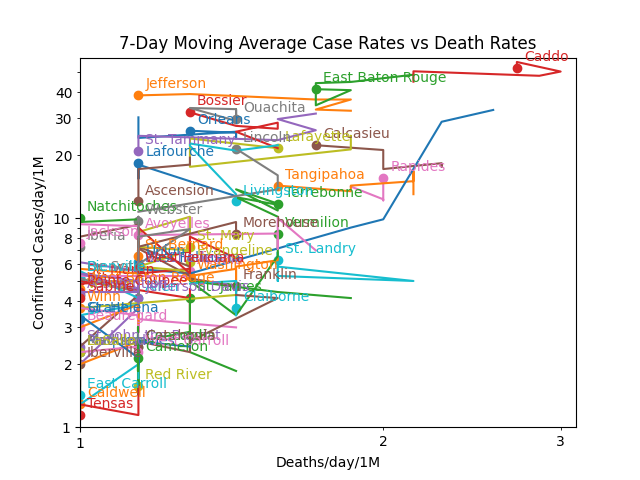 7-Day Moving Average Case Rates vs Death Rates
Caddo
East Baton Rouge
Jefferson
Bossier
Ouachita
Orleans
St. Tammany
Lincoln
Lafayette
Calcasieu
Lafourche
Rapides
Tangipahoa
Ascension
Livingston
Terrebonne
Natchitoches
Webster
Avoyelles
Morehouse
Vermilion
Iberia
St. Mary
Evangeline
St. Landry
Washington
Franklin
Claiborne
Sabine
Winn
St. Helena
Beauregard
Iberville
Cameron
Red River
East Carroll
Caldwell
Tensas
Confirmed Cases/day/1M
Deaths/day/1M
40
30
20
10
8
6
4
3
2
1
1
2
3